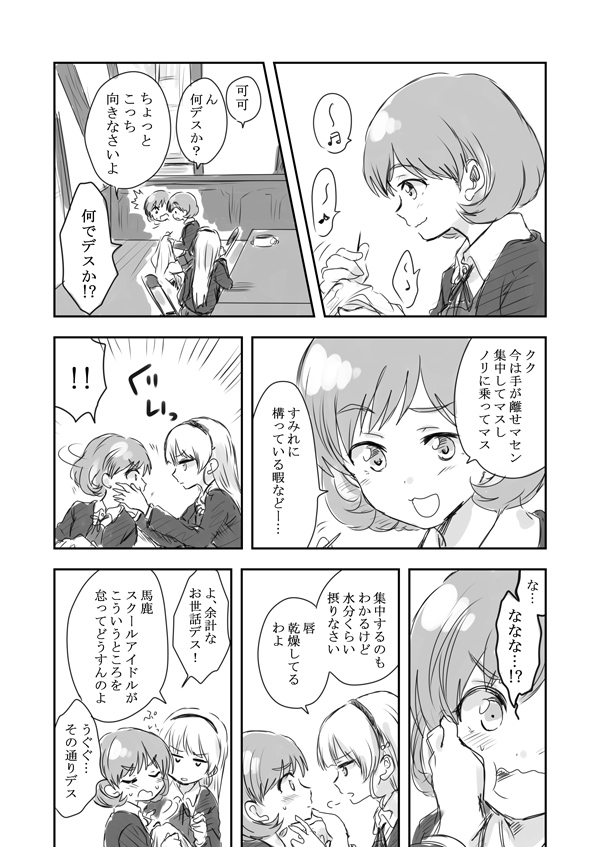 〜♪
〜♪
♪
可可
ん
何デスか？
ちょっと
こっち
向きなさいよ
何でデスか!?
クク
今は手が離せマセン
集中してマスし
ノリに乗ってマス
すみれに
構っている暇など―…
ぐいっ
!!
な…
ななな…!?
集中するのも
わかるけど
水分くらい
摂りなさい
唇
乾燥してる
わよ
よ、余計な
お世話デス！
馬鹿
スクールアイドルが
こういうところを
怠ってどうすんのよ
ぷい
うぐぐ…
その通りデス